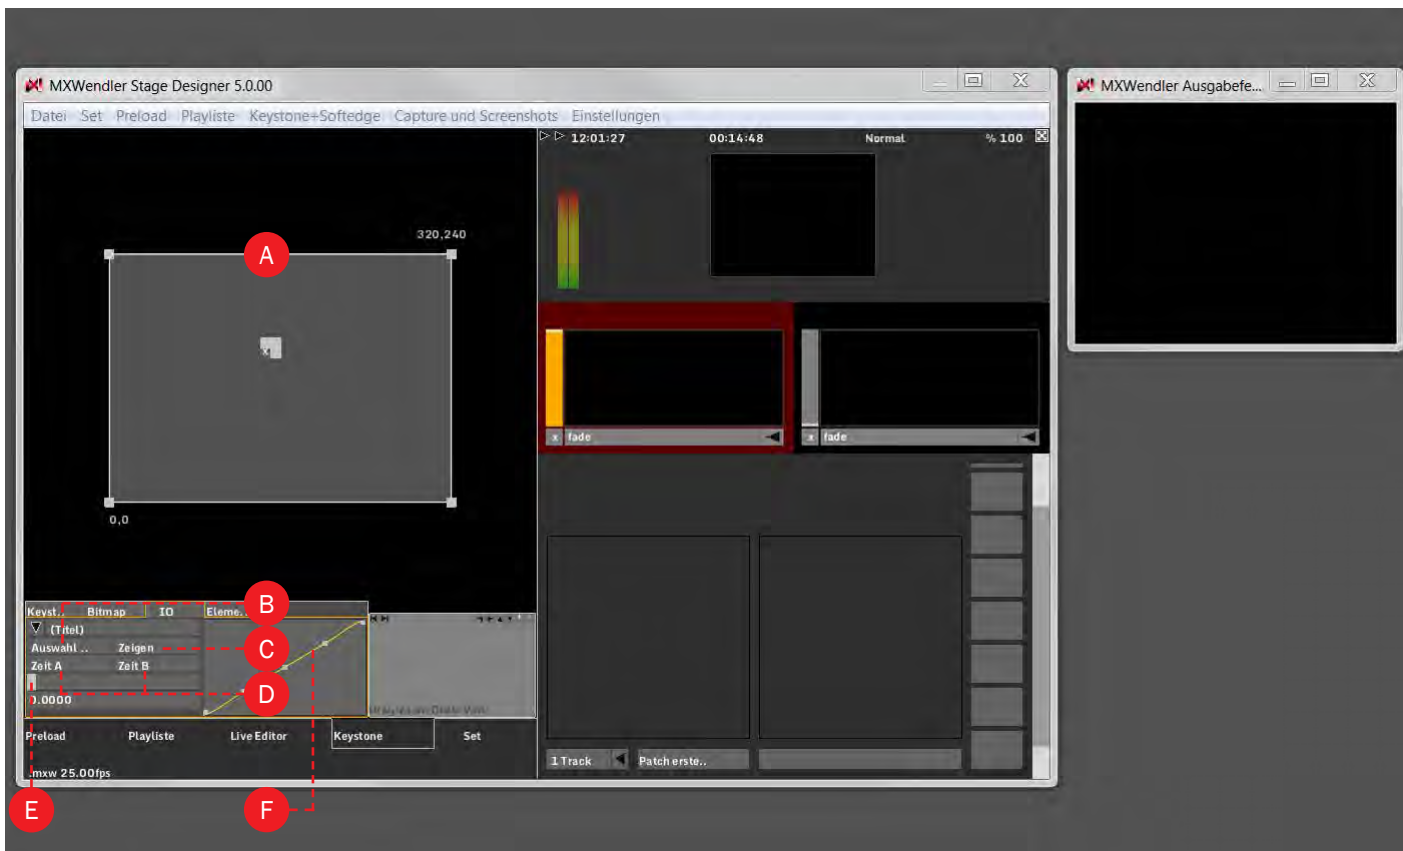 MXWendler Stage Designer 5.0.00
MXWendler Ausgabefe...
Datei Set Preload Playliste Keystone+Softedge Capture und Screenshots Einstellungen
12:01:27 00:14:48 Normal % 100
320,240
A
x
x fade
x fade
0,0
Keyst.. Bitmap IO Eleme..
B
(Titel)
Auswahl .. Zeigen
C
Zeit A Zeit B
D
0.0000
Preload Playliste Live Editor Keystone Set
1 Track Patch erste..
.mxw 25.00fps
E
F